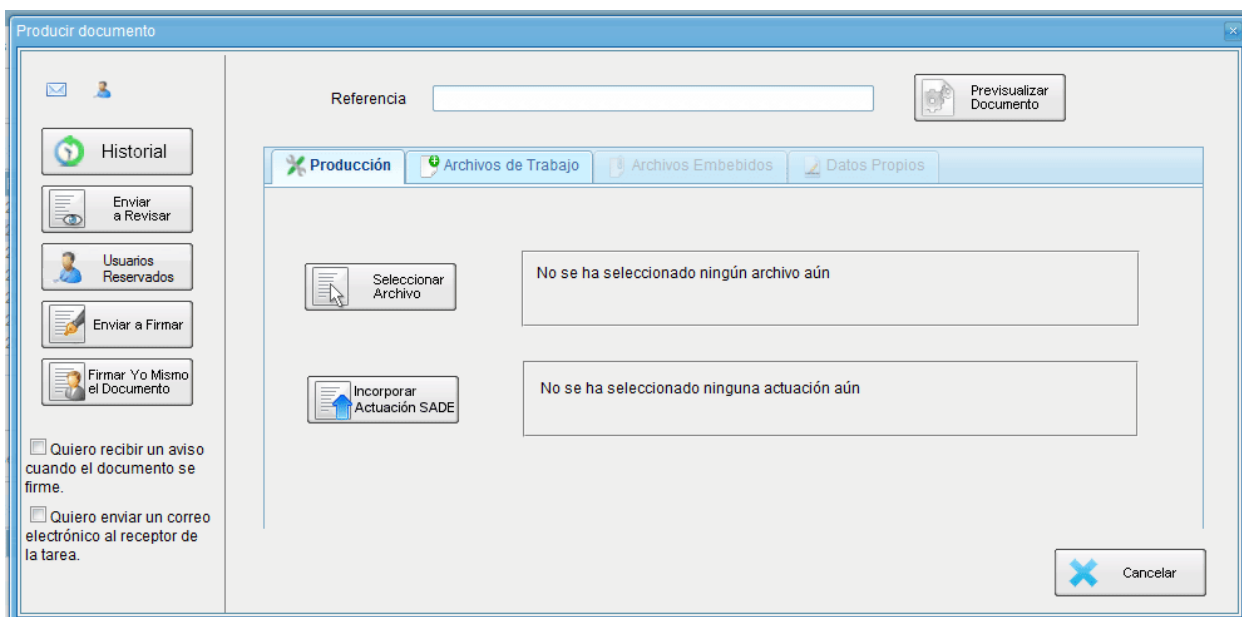 Producir documento
Referencia
Previsualizar
Documento
Historial
Enviar
a Revisar
Usuarios
Reservados
Enviar a Firmar
Firmar Yo Mismo
el Documento
Quiero recibir un aviso
cuando el documento se
firme.
Quiero enviar un correo
electrónico al receptor de
la tarea.
Producción
Archivos de Trabajo
Archivos Embebidos
Datos Propios
Seleccionar
Archivo
No se ha seleccionado ningún archivo aún
Incorporar
Actuación SADE
No se ha seleccionado ninguna actuación aún
Cancelar